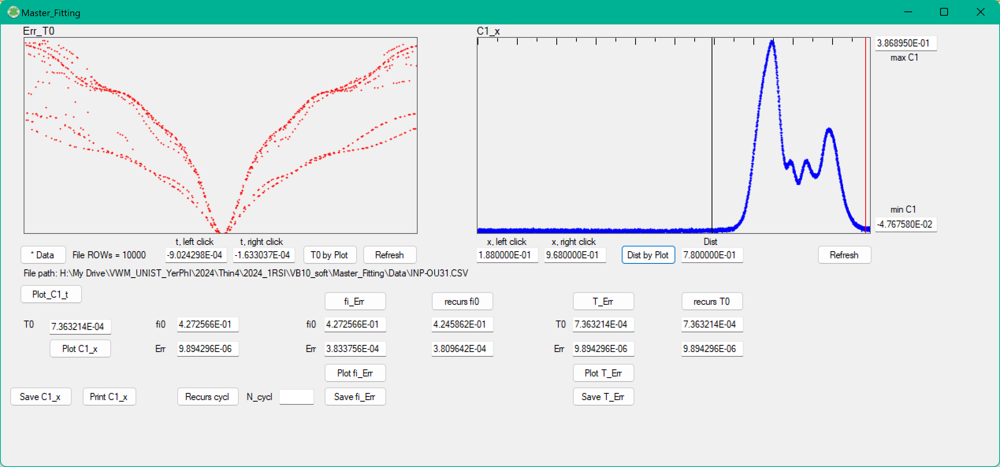 Master_Fitting
Err_T0
C1_x
3.868950E-01
max C1
min C1
-4.767580E-02
t, left click t, right click
x, left click x, right click Dist
* Data File ROWs = 10000 -9.024298E-04 -1.633037E-04 T0 by Plot Refresh
1.880000E-01 9.680000E-01 Dist by Plot 7.800000E-01 Refresh
File path: H:\My Drive\VWM_UNIST_YerPhI\2024\Thin4\2024_1RSI\VB10_soft\Master_Fitting\Data\INP-OU31.CSV
Plot_C1_t
fi_Err recurs fi0 T_Err recurs T0
T0 7.363214E-04 fi0 4.272566E-01 fi0 4.272566E-01 4.245862E-01 T0 7.363214E-04 7.363214E-04
Plot C1_x Err 9.894296E-06 Err 3.833756E-04 3.809642E-04 Err 9.894296E-06 9.894296E-06
Plot fi_Err Plot T_Err
Save C1_x Print C1_x Recurs cycl N_cycl Save fi_Err Save T_Err